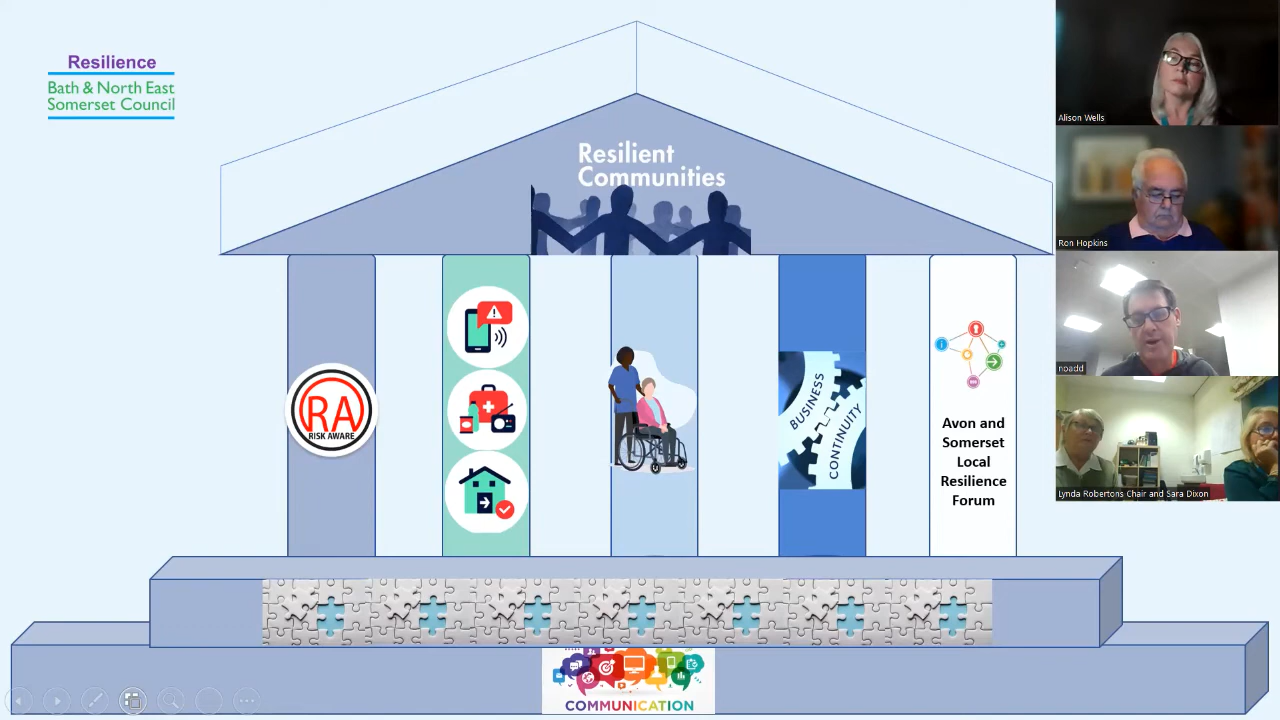 Resilience
Bath & North East
Somerset Council
Resilient
Communities
RA
RISK AWARE
BUSINESS
CONTINUITY
Avon and
Somerset
Local
Resilience
Forum
COMMUNICATION
Alison Wells
Ron Hopkins
noadd
Lynda Robertons Chair and Sara Dixon